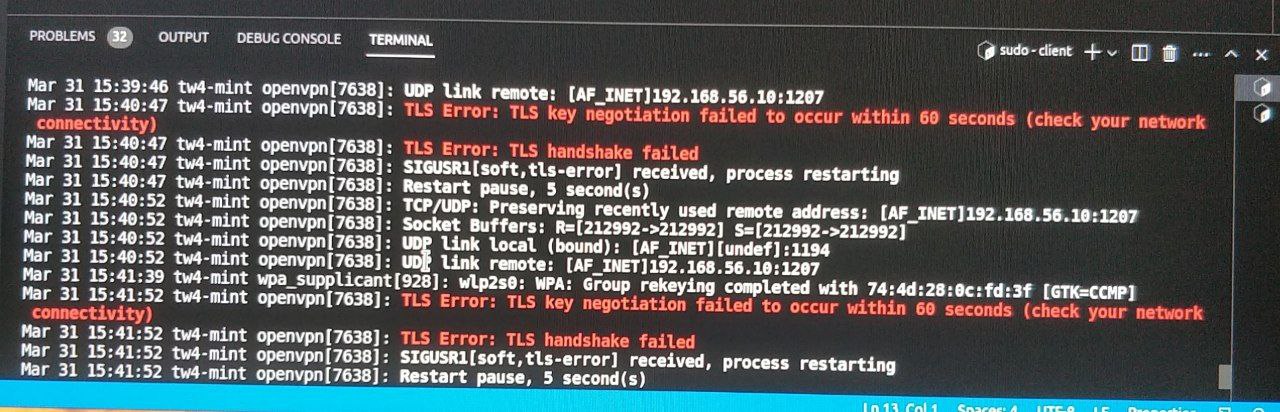 PROBLEMS 32 OUTPUT DEBUG CONSOLE TERMINAL sudo - client
Mar 31 15:39:46 tw4-mint openvpn[7638]: UDP link remote: [AF_INET]192.168.56.10:1207
Mar 31 15:40:47 tw4-mint openvpn[7638]: TLS Error: TLS key negotiation failed to occur within 60 seconds (check your network
connectivity)
Mar 31 15:40:47 tw4-mint openvpn[7638]: TLS Error: TLS handshake failed
Mar 31 15:40:47 tw4-mint openvpn[7638]: SIGUSR1[soft,tls-error] received, process restarting
Mar 31 15:40:47 tw4-mint openvpn[7638]: Restart pause, 5 second(s)
Mar 31 15:40:52 tw4-mint openvpn[7638]: TCP/UDP: Preserving recently used remote address: [AF_INET]192.168.56.10:1207
Mar 31 15:40:52 tw4-mint openvpn[7638]: Socket Buffers: R=[212992->212992] S=[212992->212992]
Mar 31 15:40:52 tw4-mint openvpn[7638]: UDP link local (bound): [AF_INET][undef]:1194
Mar 31 15:40:52 tw4-mint openvpn[7638]: UDP link remote: [AF_INET]192.168.56.10:1207
Mar 31 15:41:39 tw4-mint wpa_supplicant[928]: wlp2s0: WPA: Group rekeying completed with 74:4d:28:0c:fd:3f [GTK=CCMP]
Mar 31 15:41:52 tw4-mint openvpn[7638]: TLS Error: TLS key negotiation failed to occur within 60 seconds (check your network
connectivity)
Mar 31 15:41:52 tw4-mint openvpn[7638]: TLS Error: TLS handshake failed
Mar 31 15:41:52 tw4-mint openvpn[7638]: SIGUSR1[soft,tls-error] received, process restarting
Mar 31 15:41:52 tw4-mint openvpn[7638]: Restart pause, 5 second(s)
Ln 13, Col 1 Spaces: 4 UTF-8 LF Properties